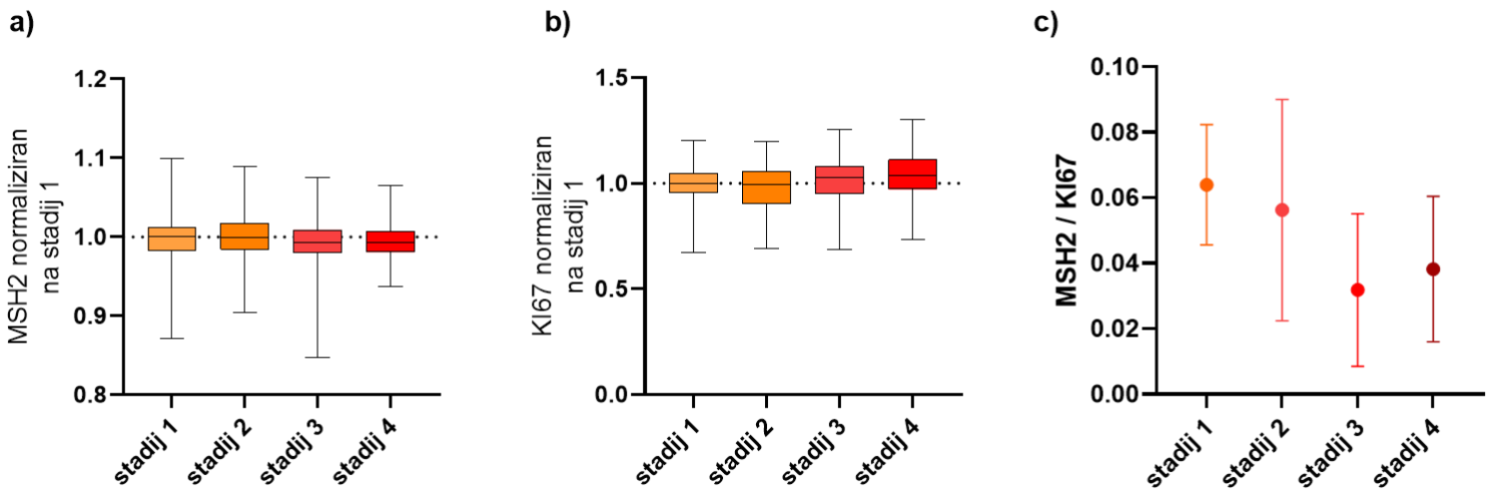 a)
MSH2 normaliziran
na stadij 1
1.2
1.1
1.0
0.9
0.8
stadij 1
stadij 2
stadij 3
stadij 4
b)
KI67 normaliziran
na stadij 1
1.5
1.0
0.5
0.0
stadij 1
stadij 2
stadij 3
stadij 4
c)
MSH2 / KI67
0.10
0.08
0.06
0.04
0.02
0.00
stadij 1
stadij 2
stadij 3
stadij 4